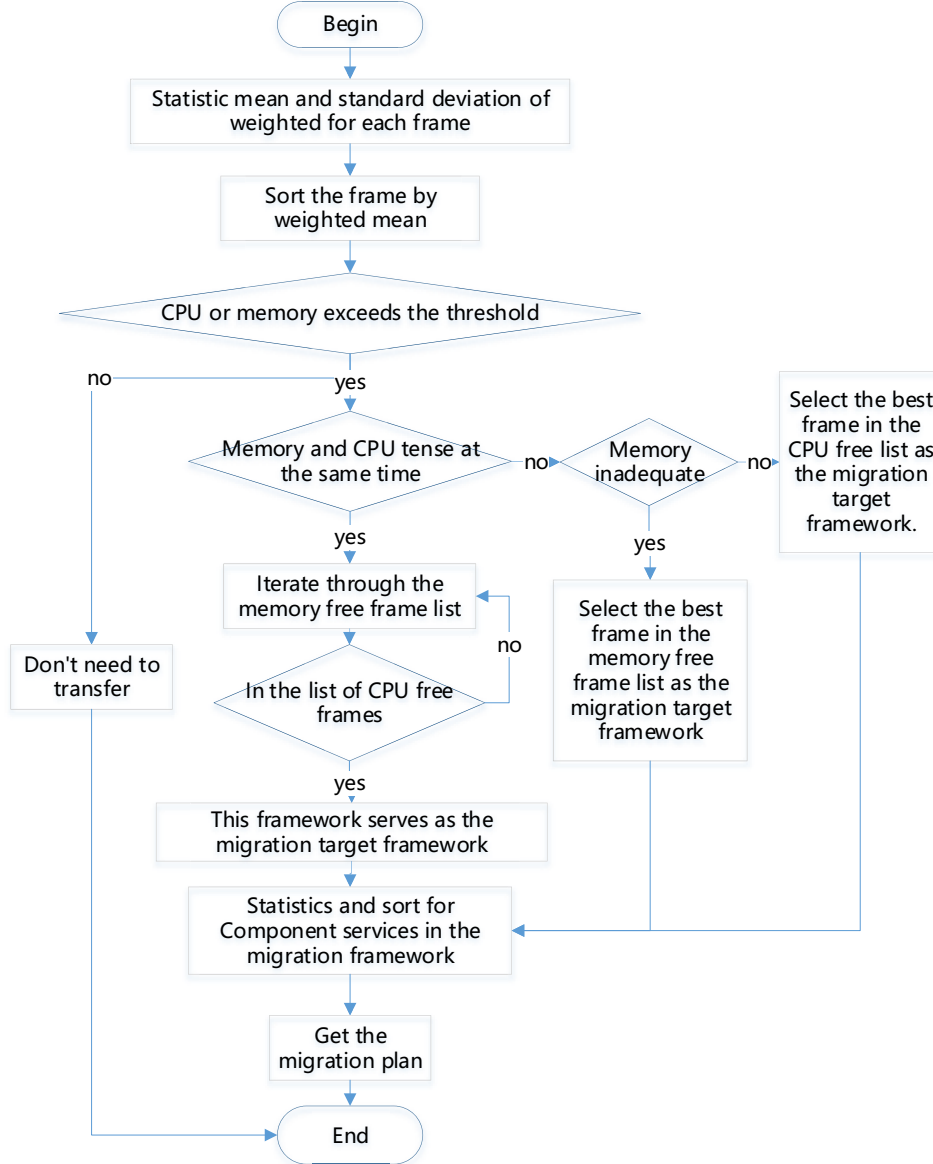 Begin
Statistic mean and standard deviation of
weighted for each frame
Sort the frame by
weighted mean
CPU or memory exceeds the threshold
no
yes
Memory and CPU tense at
the same time
no
Memory
inadequate
no
Select the best
frame in the
CPU free list as
the migration
target
framework.
yes
yes
Iterate through the
memory free frame list
Select the best
frame in the
memory free
frame list as the
migration target
framework
no
Don't need to
transfer
In the list of CPU free
frames
yes
This framework serves as the
migration target framework
Statistics and sort for
Component services in the
migration framework
Get the
migration plan
End